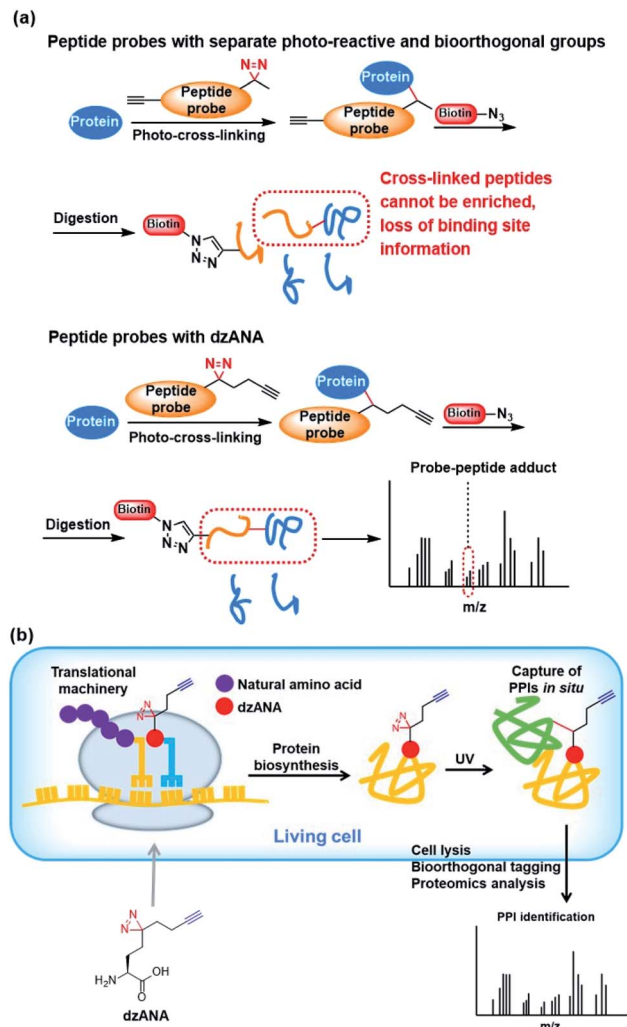 (a)
Peptide probes with separate photo-reactive and bioorthogonal groups
N=N
Protein
Peptide
probe
Photo-cross-linking
Protein
Peptide
probe
Biotin
N₃
Digestion
Biotin
N
N
N
Cross-linked peptides
cannot be enriched,
loss of binding site
information
Peptide probes with dzANA
N=N
Protein
Peptide
probe
Photo-cross-linking
Protein
Peptide
probe
Biotin
N₃
Digestion
Biotin
N
N
N
Probe-peptide adduct
m/z
(b)
Translational
machinery
Natural amino acid
dzANA
N
N
Protein
biosynthesis
N
N
UV
Capture of
PPIs in situ
Living cell
Cell lysis
Bioorthogonal tagging
Proteomics analysis
N
N
H₂N
OH
O
dzANA
PPI identification
m/z